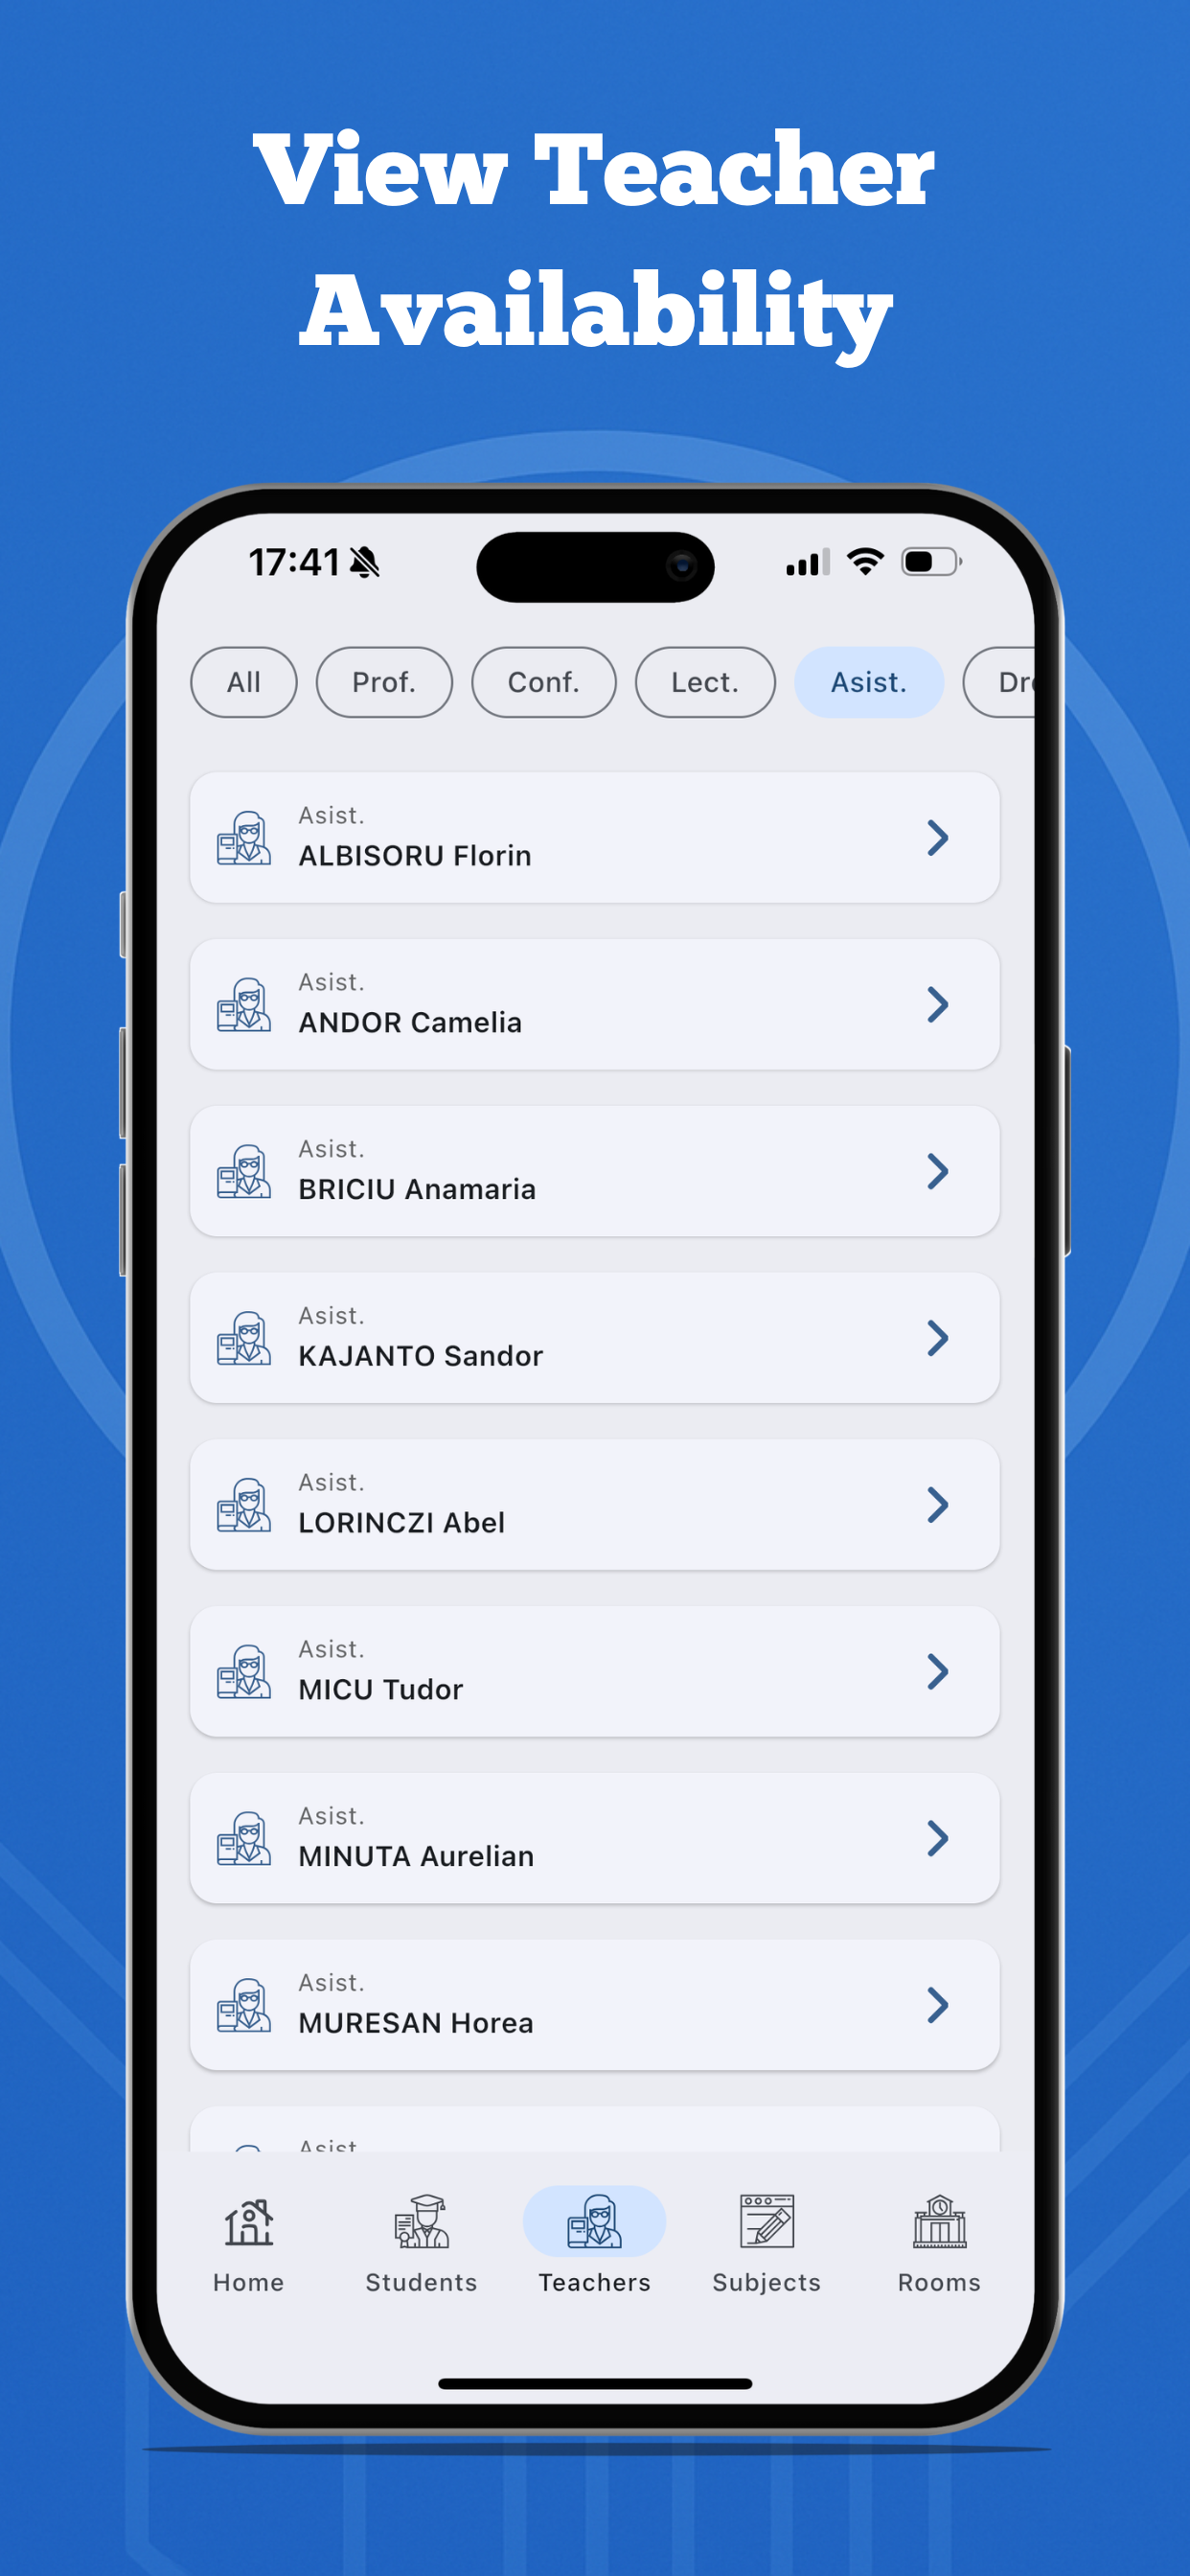 View Teacher
Availability
17:41
All Prof. Conf. Lect. Asist.
Asist.
ALBISORU Florin
Asist.
ANDOR Camelia
Asist.
BRICIU Anamaria
Asist.
KAJANTO Sandor
Asist.
LORINCZI Abel
Asist.
MICU Tudor
Asist.
MINUTA Aurelian
Asist.
MURESAN Horea
Asist
Home Students Teachers Subjects Rooms